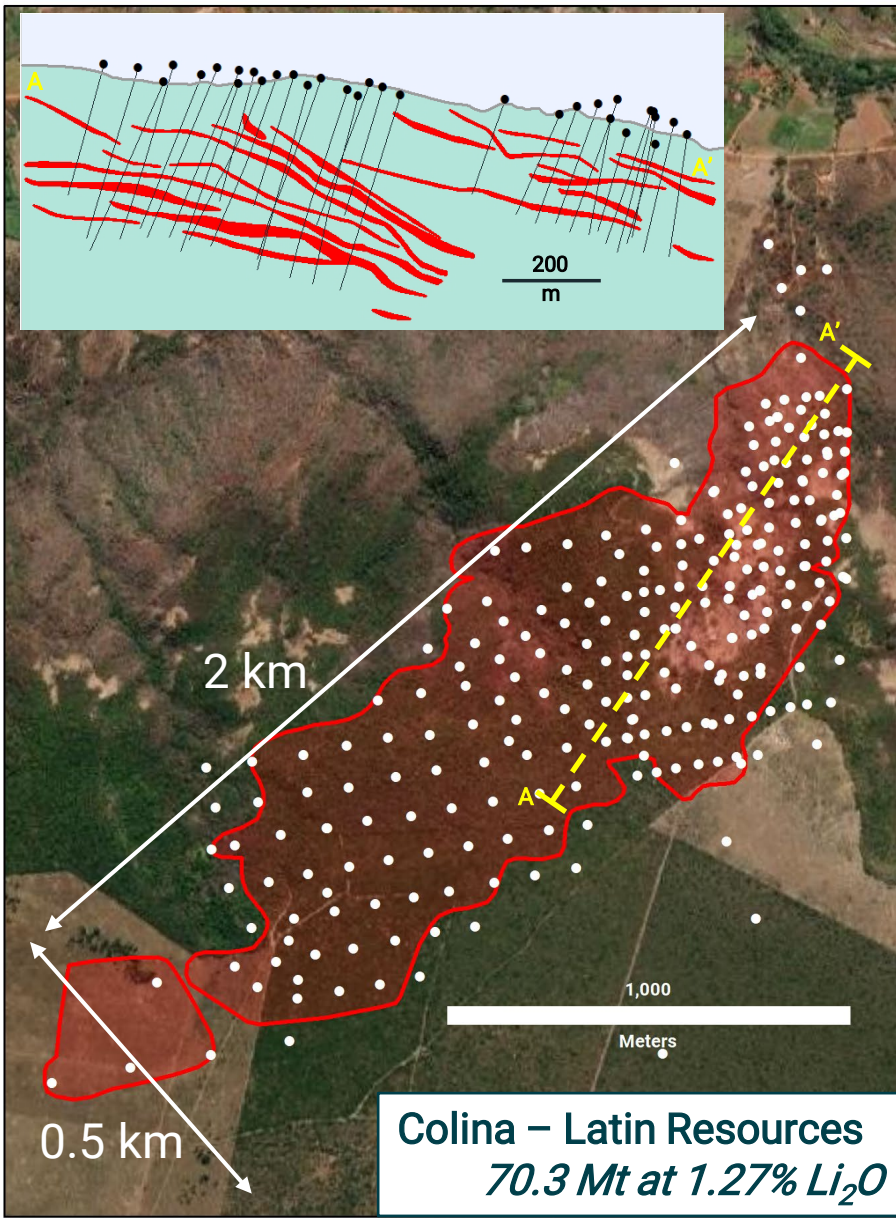 A
A'
200
m
A'
2 km
A
1,000
Meters
0.5 km
Colina – Latin Resources
70.3 Mt at 1.27% Li₂O